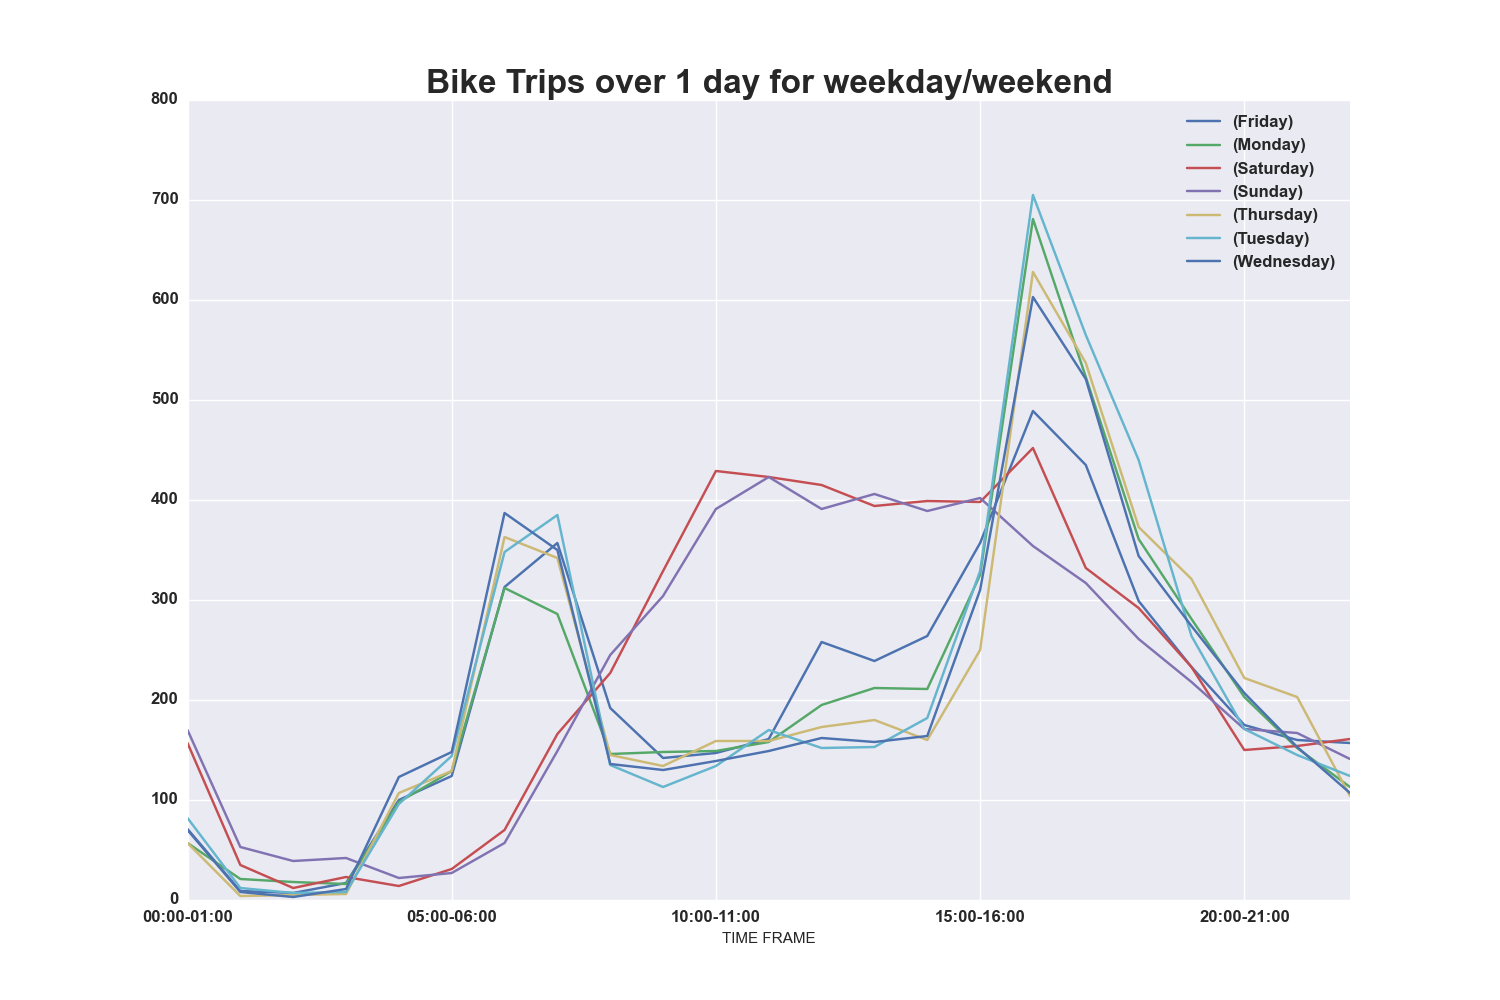 Bike Trips over 1 day for weekday/weekend
800
700
600
500
400
300
200
100
0
(Friday)
(Monday)
(Saturday)
(Sunday)
(Thursday)
(Tuesday)
(Wednesday)
00:00-01:00 05:00-06:00 10:00-11:00 15:00-16:00 20:00-21:00
TIME FRAME